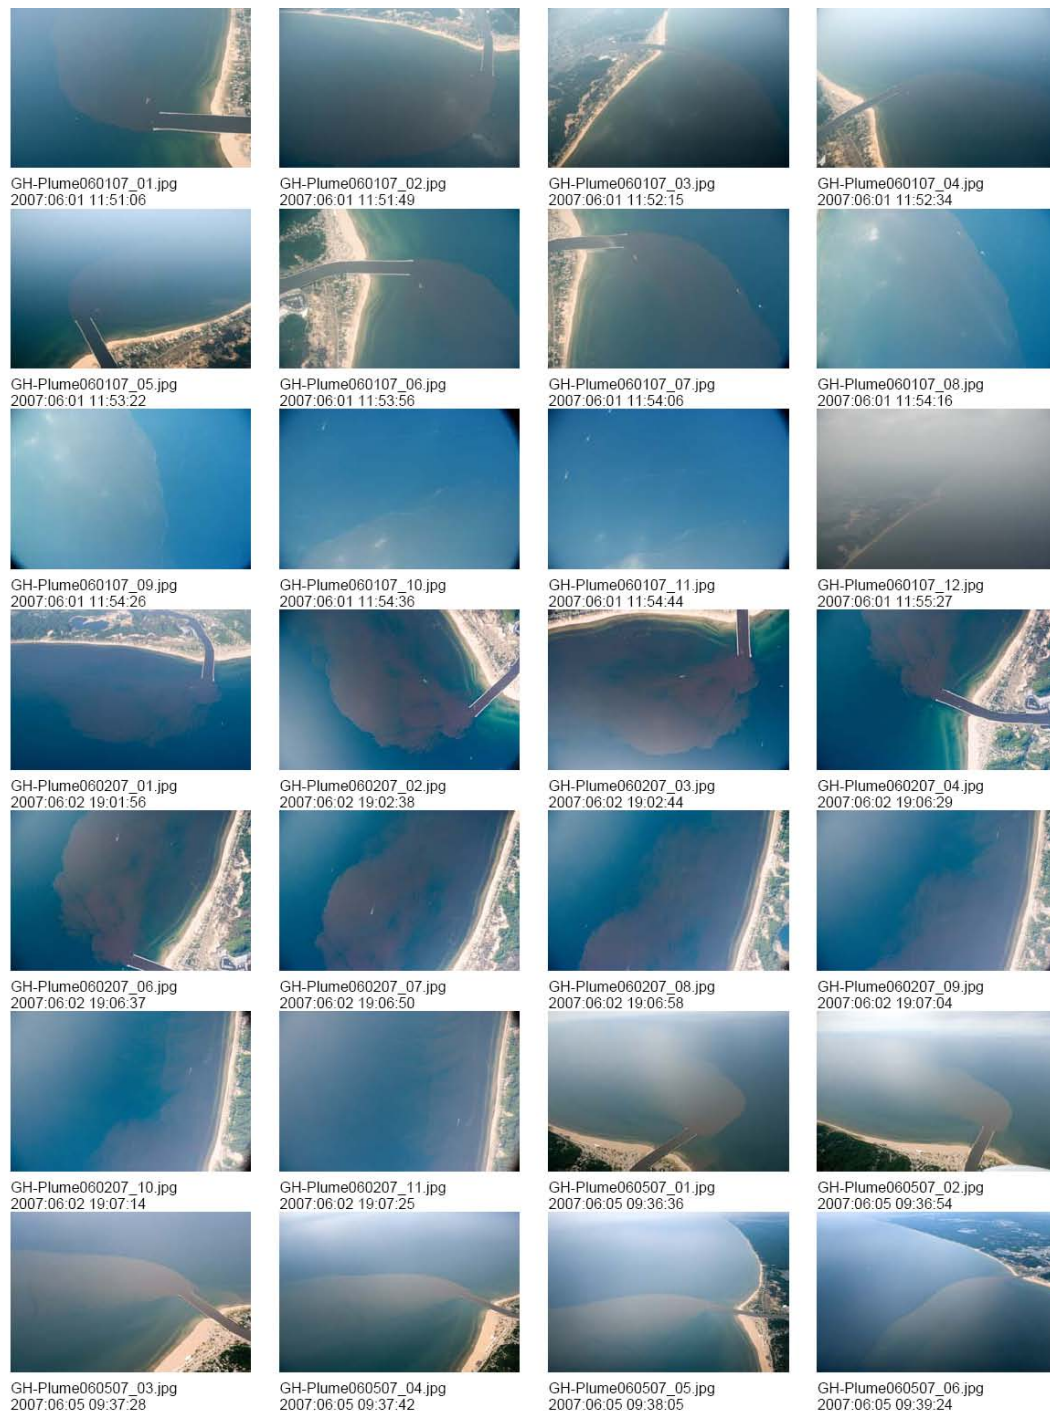 GH-Plume060107_01.jpg
2007:06:01 11:51:06
GH-Plume060107_02.jpg
2007:06:01 11:51:49
GH-Plume060107_03.jpg
2007:06:01 11:52:15
GH-Plume060107_04.jpg
2007:06:01 11:52:34
GH-Plume060107_05.jpg
2007:06:01 11:53:22
GH-Plume060107_06.jpg
2007:06:01 11:53:56
GH-Plume060107_07.jpg
2007:06:01 11:54:06
GH-Plume060107_08.jpg
2007:06:01 11:54:16
GH-Plume060107_09.jpg
2007:06:01 11:54:26
GH-Plume060107_10.jpg
2007:06:01 11:54:36
GH-Plume060107_11.jpg
2007:06:01 11:54:44
GH-Plume060107_12.jpg
2007:06:01 11:55:27
GH-Plume060207_01.jpg
2007:06:02 19:01:56
GH-Plume060207_02.jpg
2007:06:02 19:02:38
GH-Plume060207_03.jpg
2007:06:02 19:02:44
GH-Plume060207_04.jpg
2007:06:02 19:06:29
GH-Plume060207_06.jpg
2007:06:02 19:06:37
GH-Plume060207_07.jpg
2007:06:02 19:06:50
GH-Plume060207_08.jpg
2007:06:02 19:06:58
GH-Plume060207_09.jpg
2007:06:02 19:07:04
GH-Plume060207_10.jpg
2007:06:02 19:07:14
GH-Plume060207_11.jpg
2007:06:02 19:07:25
GH-Plume060507_01.jpg
2007:06:05 09:36:36
GH-Plume060507_02.jpg
2007:06:05 09:36:54
GH-Plume060507_03.jpg
2007:06:05 09:37:28
GH-Plume060507_04.jpg
2007:06:05 09:37:42
GH-Plume060507_05.jpg
2007:06:05 09:38:05
GH-Plume060507_06.jpg
2007:06:05 09:39:24